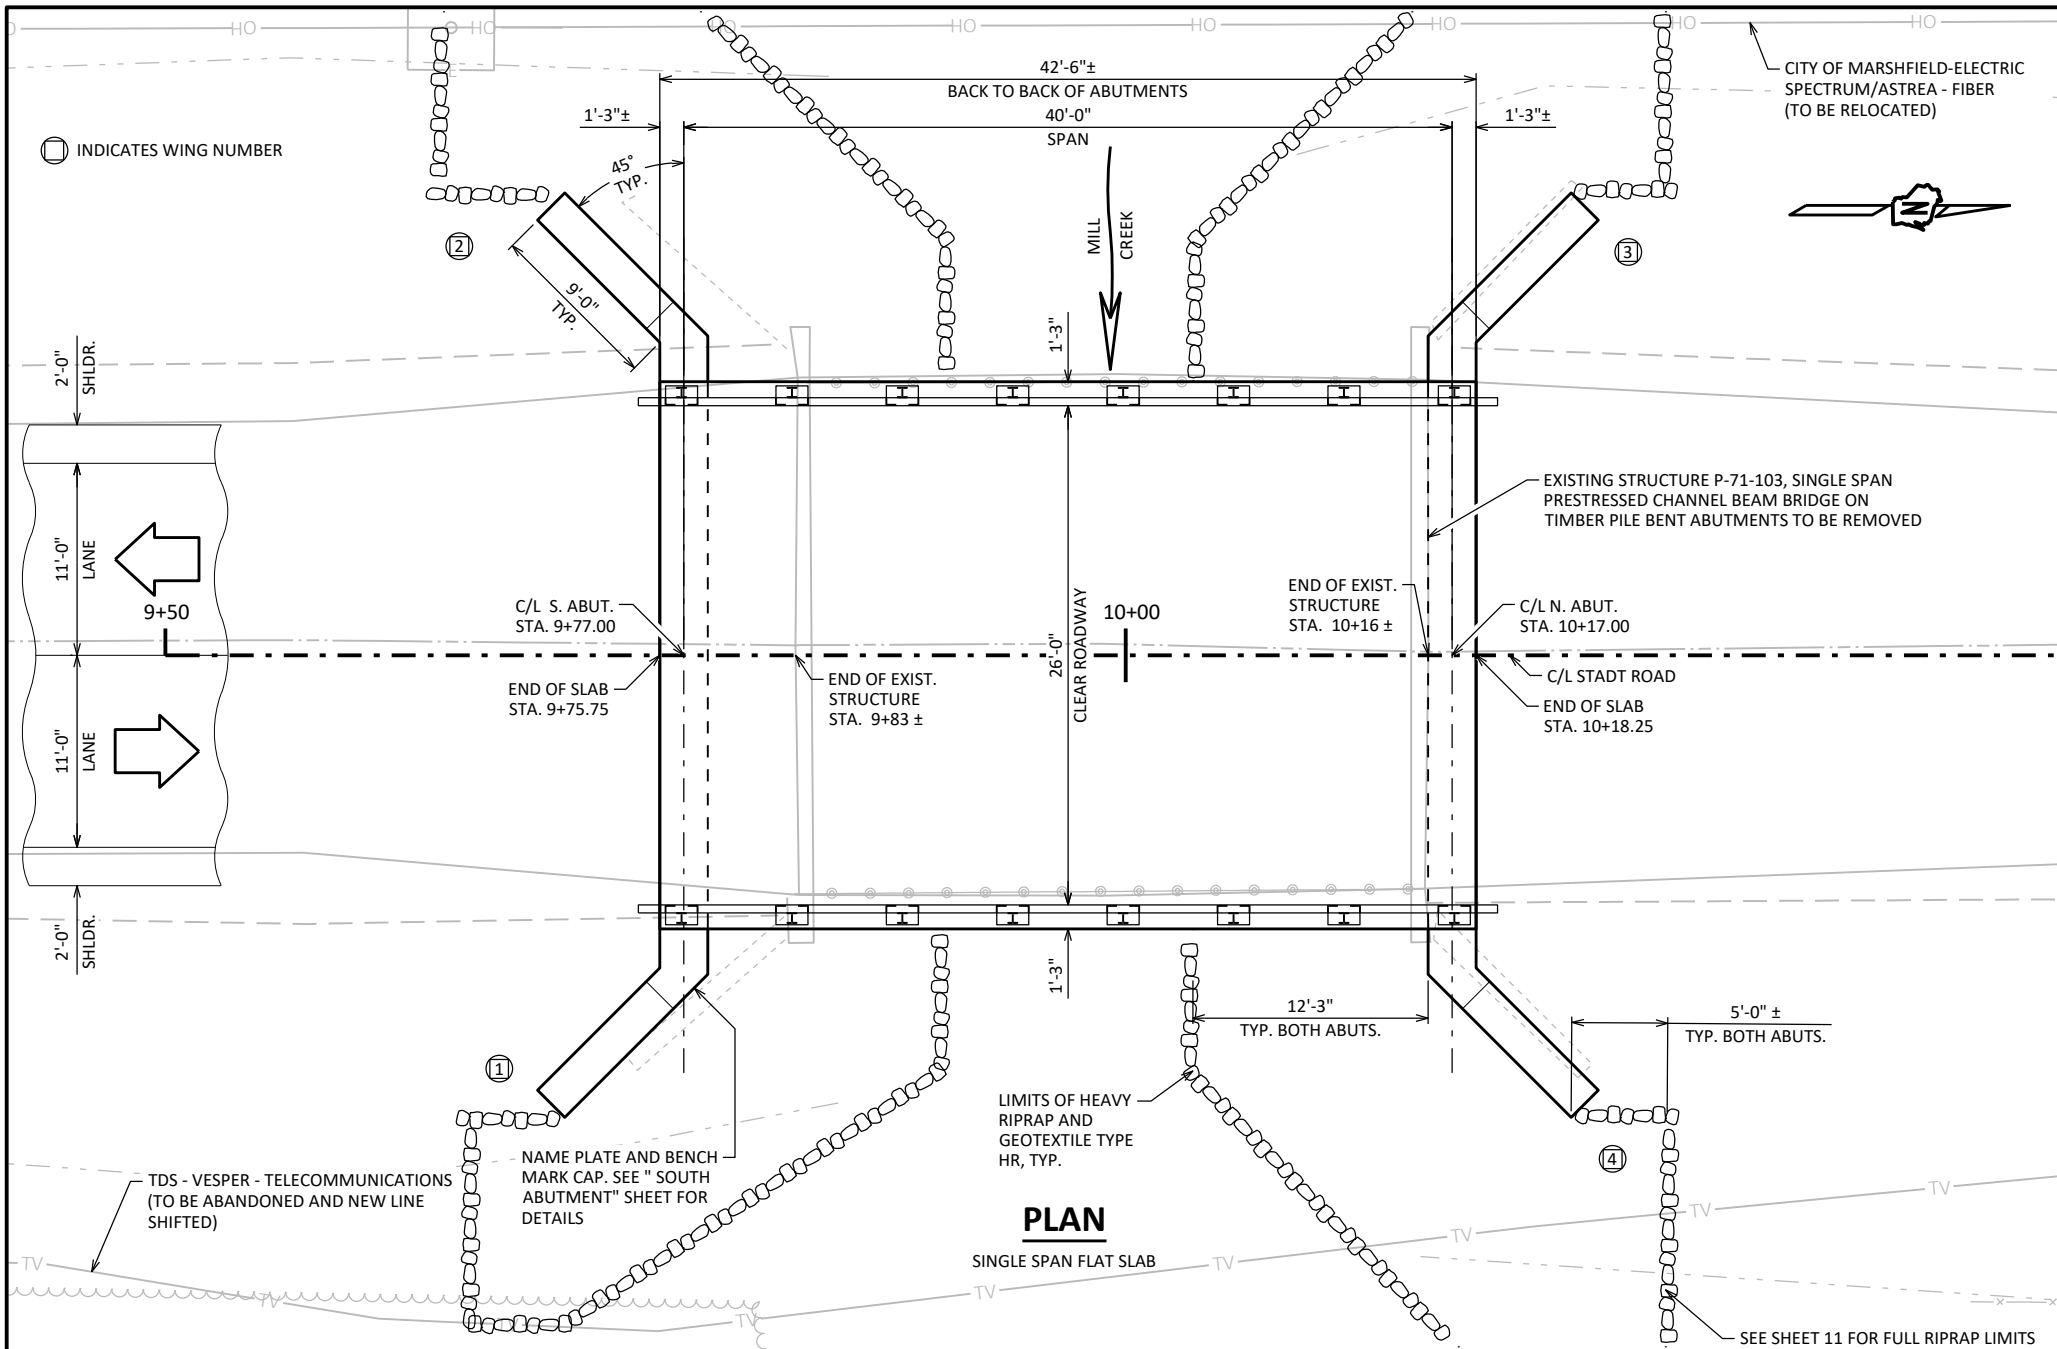 HO HO HO HO HO HO HO
42'-6"±
BACK TO BACK OF ABUTMENTS
1'-3"±
40'-0"
SPAN
1'-3"±
CITY OF MARSHFIELD-ELECTRIC
SPECTRUM/ASTREA - FIBER
(TO BE RELOCATED)
INDICATES WING NUMBER
45°
TYP.
MILL
CREEK
N
2
3
9'-0"
TYP.
1'-3"
2'-0"
SHLDR.
11'-0"
LANE
9+50
11'-0"
LANE
2'-0"
SHLDR.
EXISTING STRUCTURE P-71-103, SINGLE SPAN
PRESTRESSED CHANNEL BEAM BRIDGE ON
TIMBER PILE BENT ABUTMENTS TO BE REMOVED
C/L S. ABUT.
STA. 9+77.00
26'-0"
CLEAR ROADWAY
10+00
END OF EXIST.
STRUCTURE
STA. 10+16 ±
C/L N. ABUT.
STA. 10+17.00
END OF SLAB
STA. 9+75.75
END OF EXIST.
STRUCTURE
STA. 9+83 ±
C/L STADT ROAD
END OF SLAB
STA. 10+18.25
1'-3"
12'-3"
TYP. BOTH ABUTS.
5'-0" ±
TYP. BOTH ABUTS.
1
4
LIMITS OF HEAVY
RIPRAP AND
GEOTEXTILE TYPE
HR, TYP.
NAME PLATE AND BENCH
MARK CAP. SEE " SOUTH
ABUTMENT" SHEET FOR
DETAILS
TDS - VESPER - TELECOMMUNICATIONS
(TO BE ABANDONED AND NEW LINE
SHIFTED)
PLAN
SINGLE SPAN FLAT SLAB
TV TV TV TV TV TV TV TV
SEE SHEET 11 FOR FULL RIPRAP LIMITS